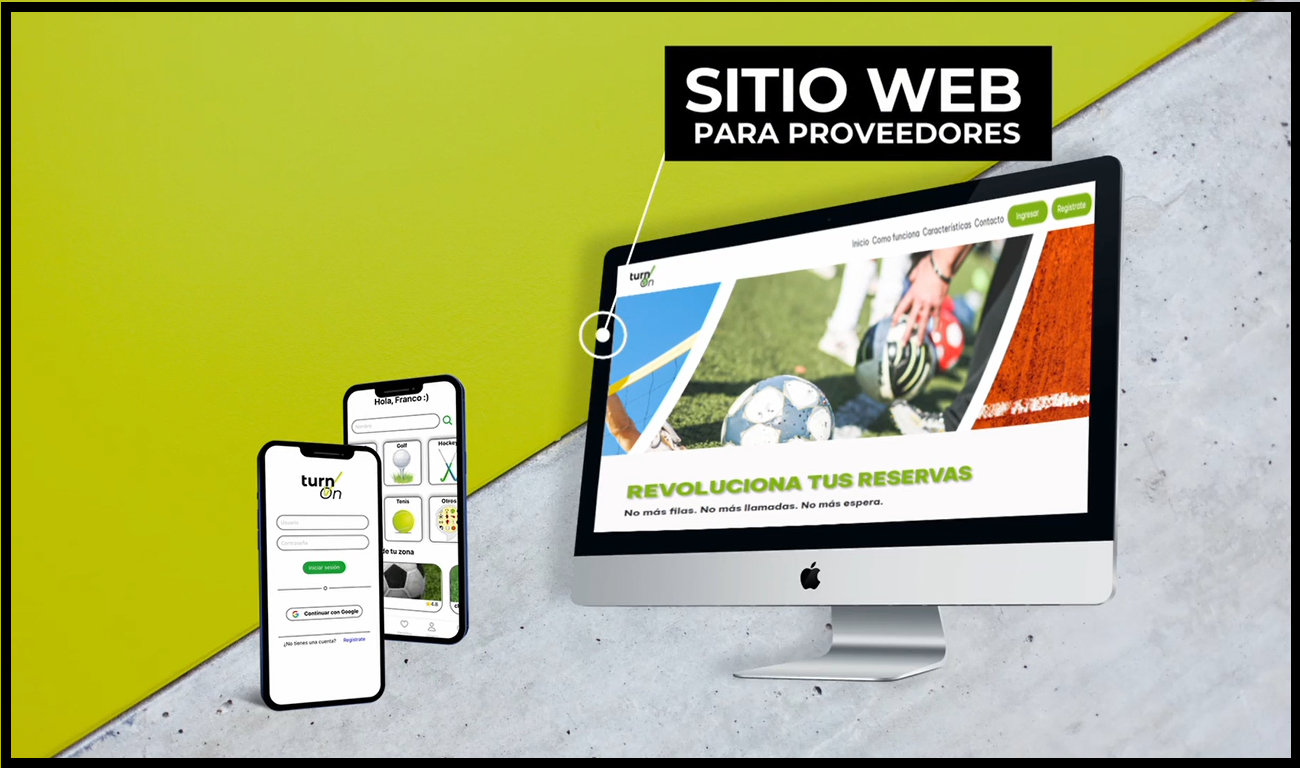 SITIO WEB
PARA PROVEEDORES
Inicio Como funciona Características Contacto Ingresar Registrate
turn
On
REVOLUCIONA TUS RESERVAS
No más filas. No más llamadas. No más espera.
Hola, Franco :)
Nombre
Golf
Hockey
Tenis
Otros
de tu zona
4.8
turn
On
Usuario
Contraseña
Iniciar sesión
O
Continuar con Google
¿No tienes una cuenta? Registrate